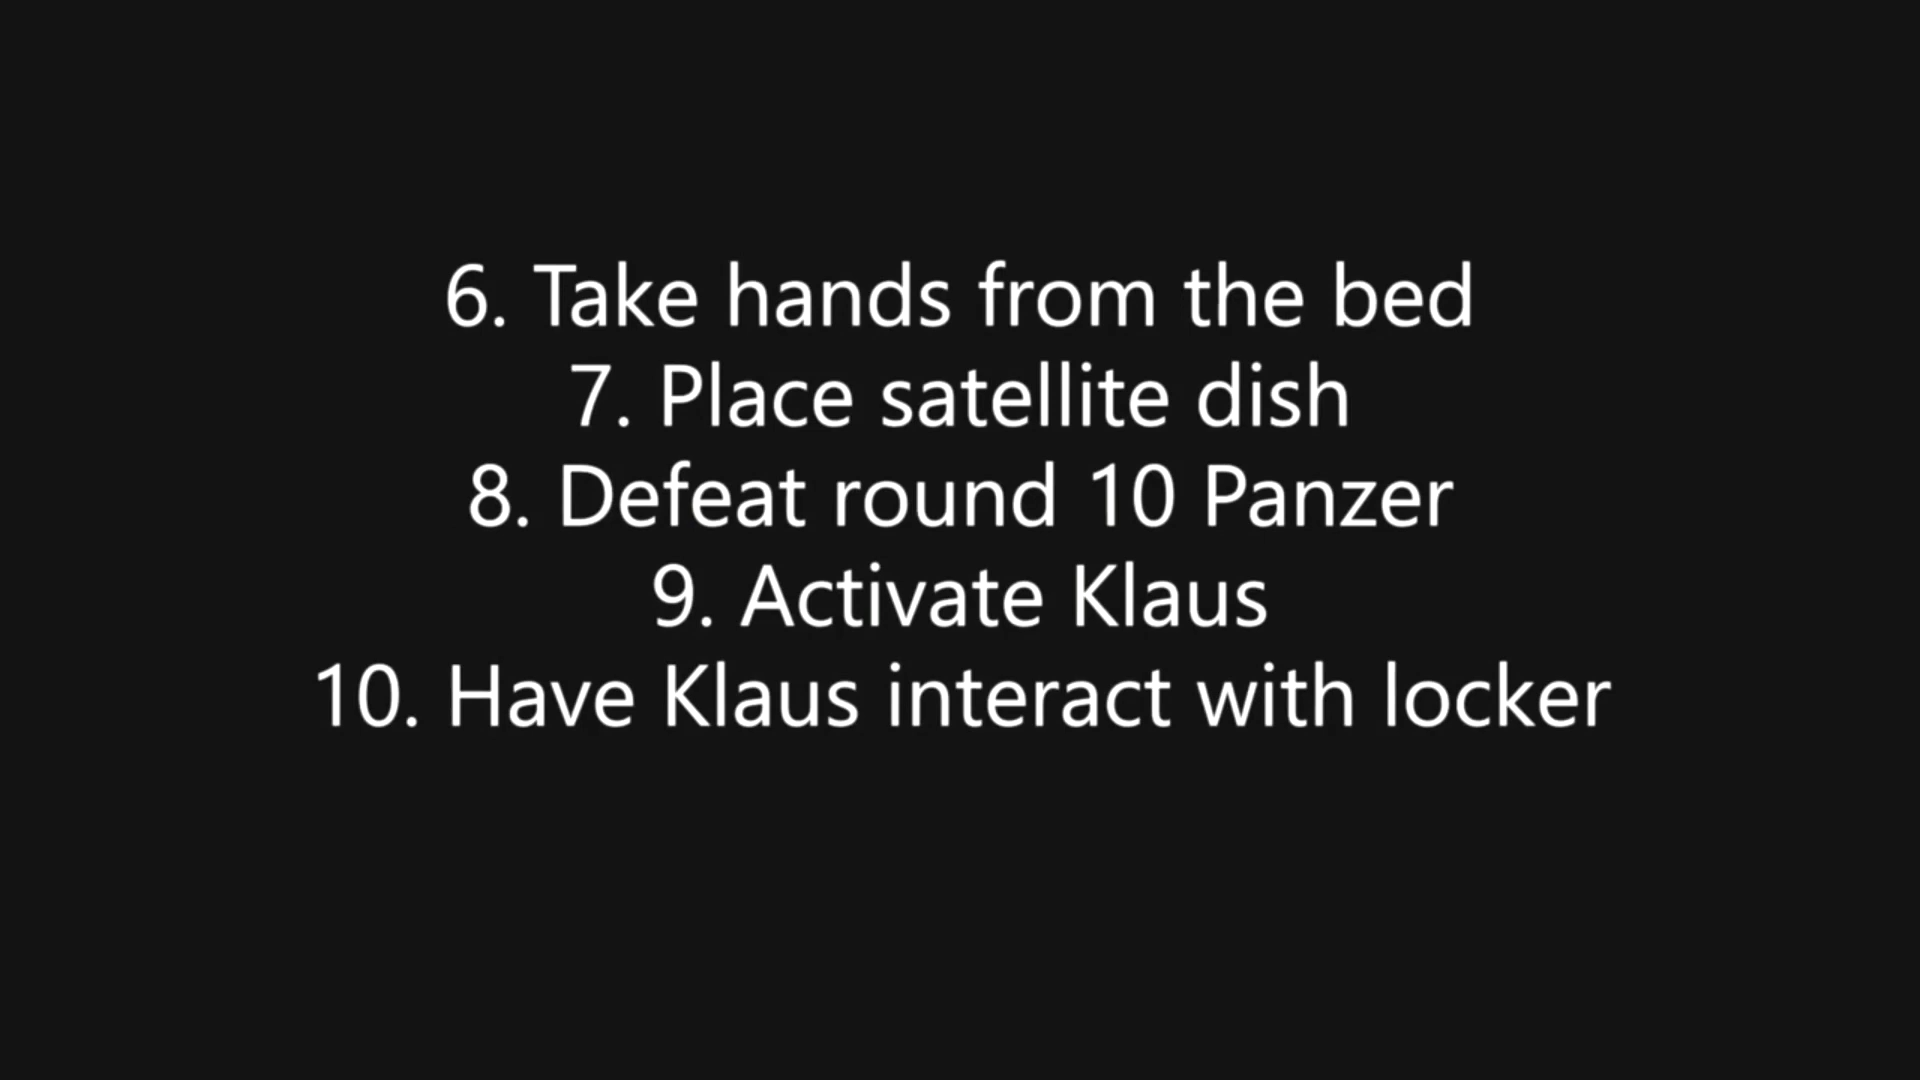 6. Take hands from the bed
7. Place satellite dish
8. Defeat round 10 Panzer
9. Activate Klaus
10. Have Klaus interact with locker